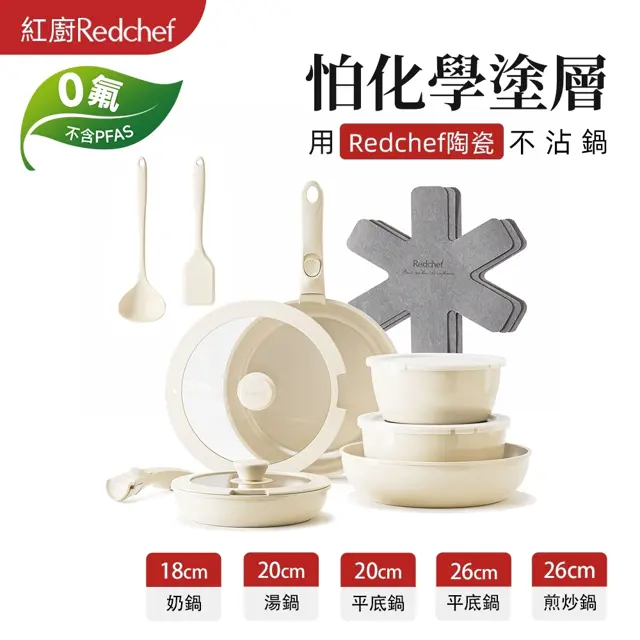 紅廚Redchef
0氟
不含PFAS
怕化學塗層
用Redchef陶瓷不沾鍋
Redchef
18cm
奶鍋
20cm
湯鍋
20cm
平底鍋
26cm
平底鍋
26cm
煎炒鍋